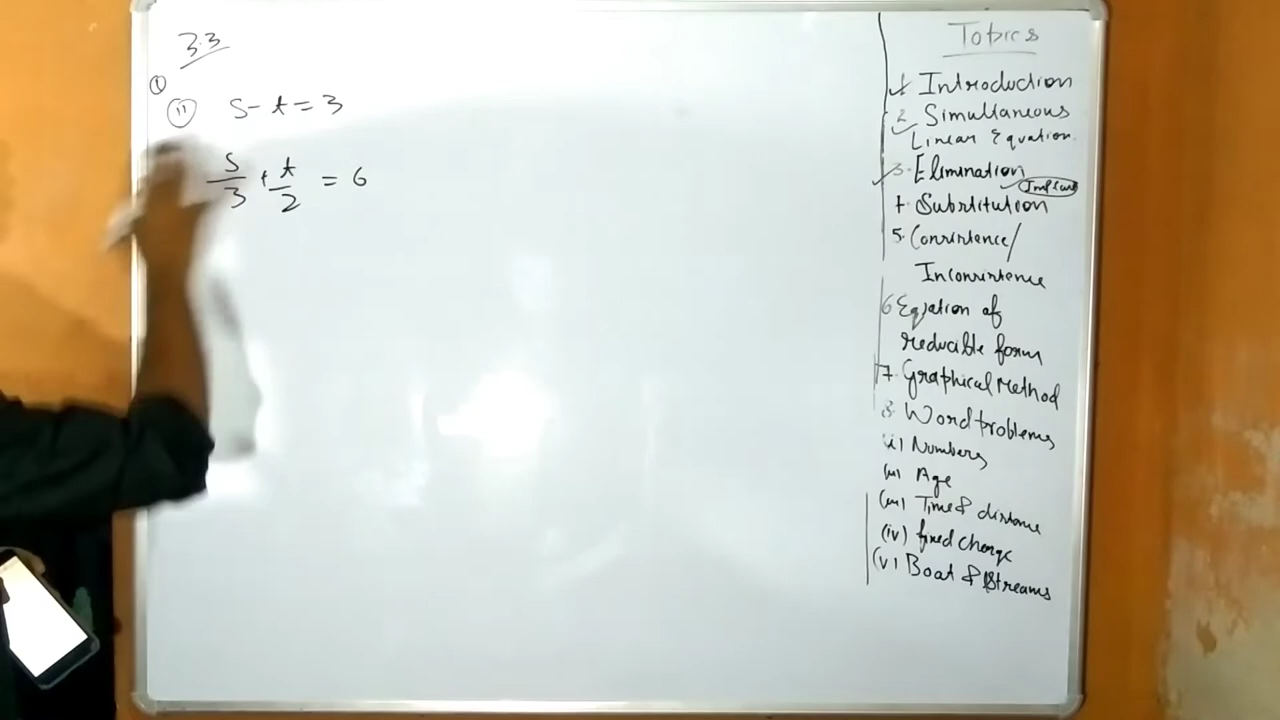 3.3
(1)
(ii) s - t = 3
s/3 + t/2 = 6
Topics
1 Introduction
2 Simultaneous
Linear Equation
3. Elimination
4. Substitution
5. Consistence/
Inconsistence
6 Equation of
reducible form
7. Graphical Method
8. Word problems
(i) Numbers
(ii) Age
(iii) Time & distance
(iv) fixed charge
(v) Boat & Streams